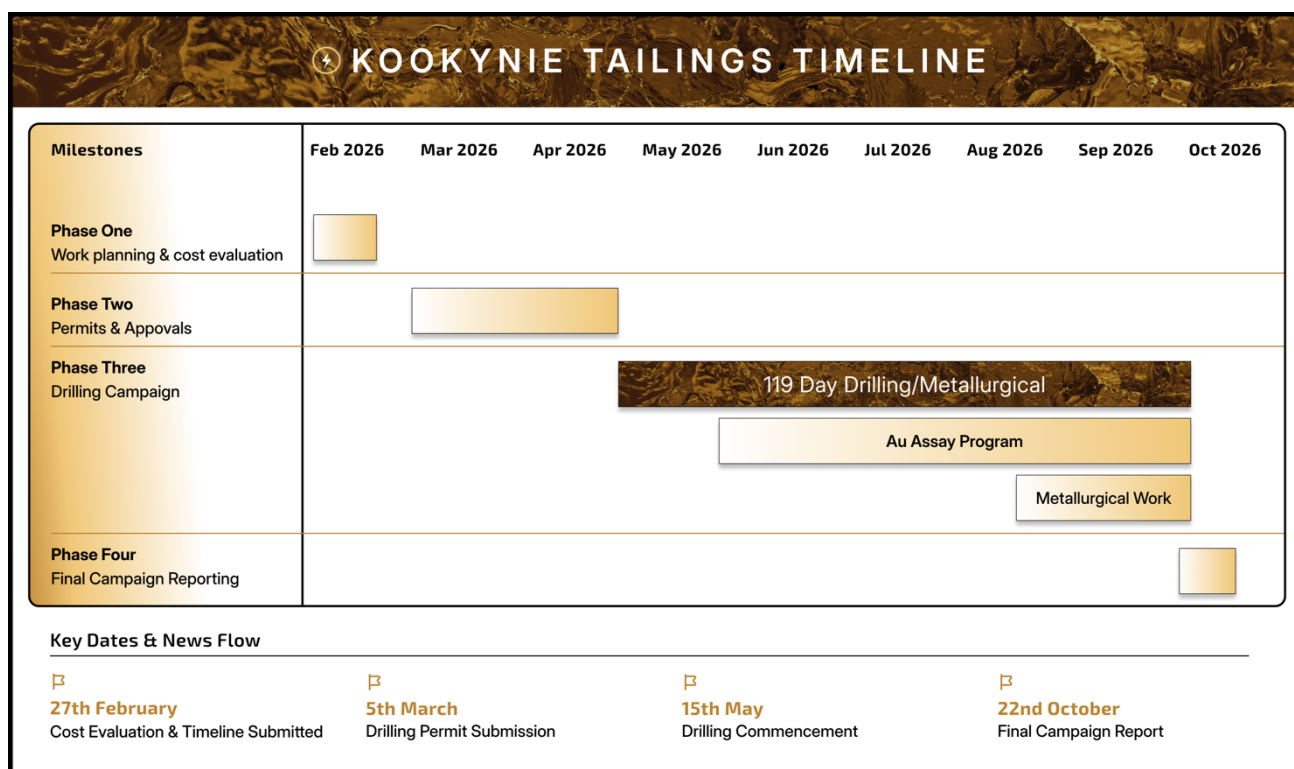 KOOKYNIE TAILINGS TIMELINE
Milestones
Feb 2026
Mar 2026
Apr 2026
May 2026
Jun 2026
Jul 2026
Aug 2026
Sep 2026
Oct 2026
Phase One
Work planning & cost evaluation
Phase Two
Permits & Appovals
Phase Three
Drilling Campaign
119 Day Drilling/Metallurgical
Au Assay Program
Metallurgical Work
Phase Four
Final Campaign Reporting
Key Dates & News Flow
27th February
Cost Evaluation & Timeline Submitted
5th March
Drilling Permit Submission
15th May
Drilling Commencement
22nd October
Final Campaign Report